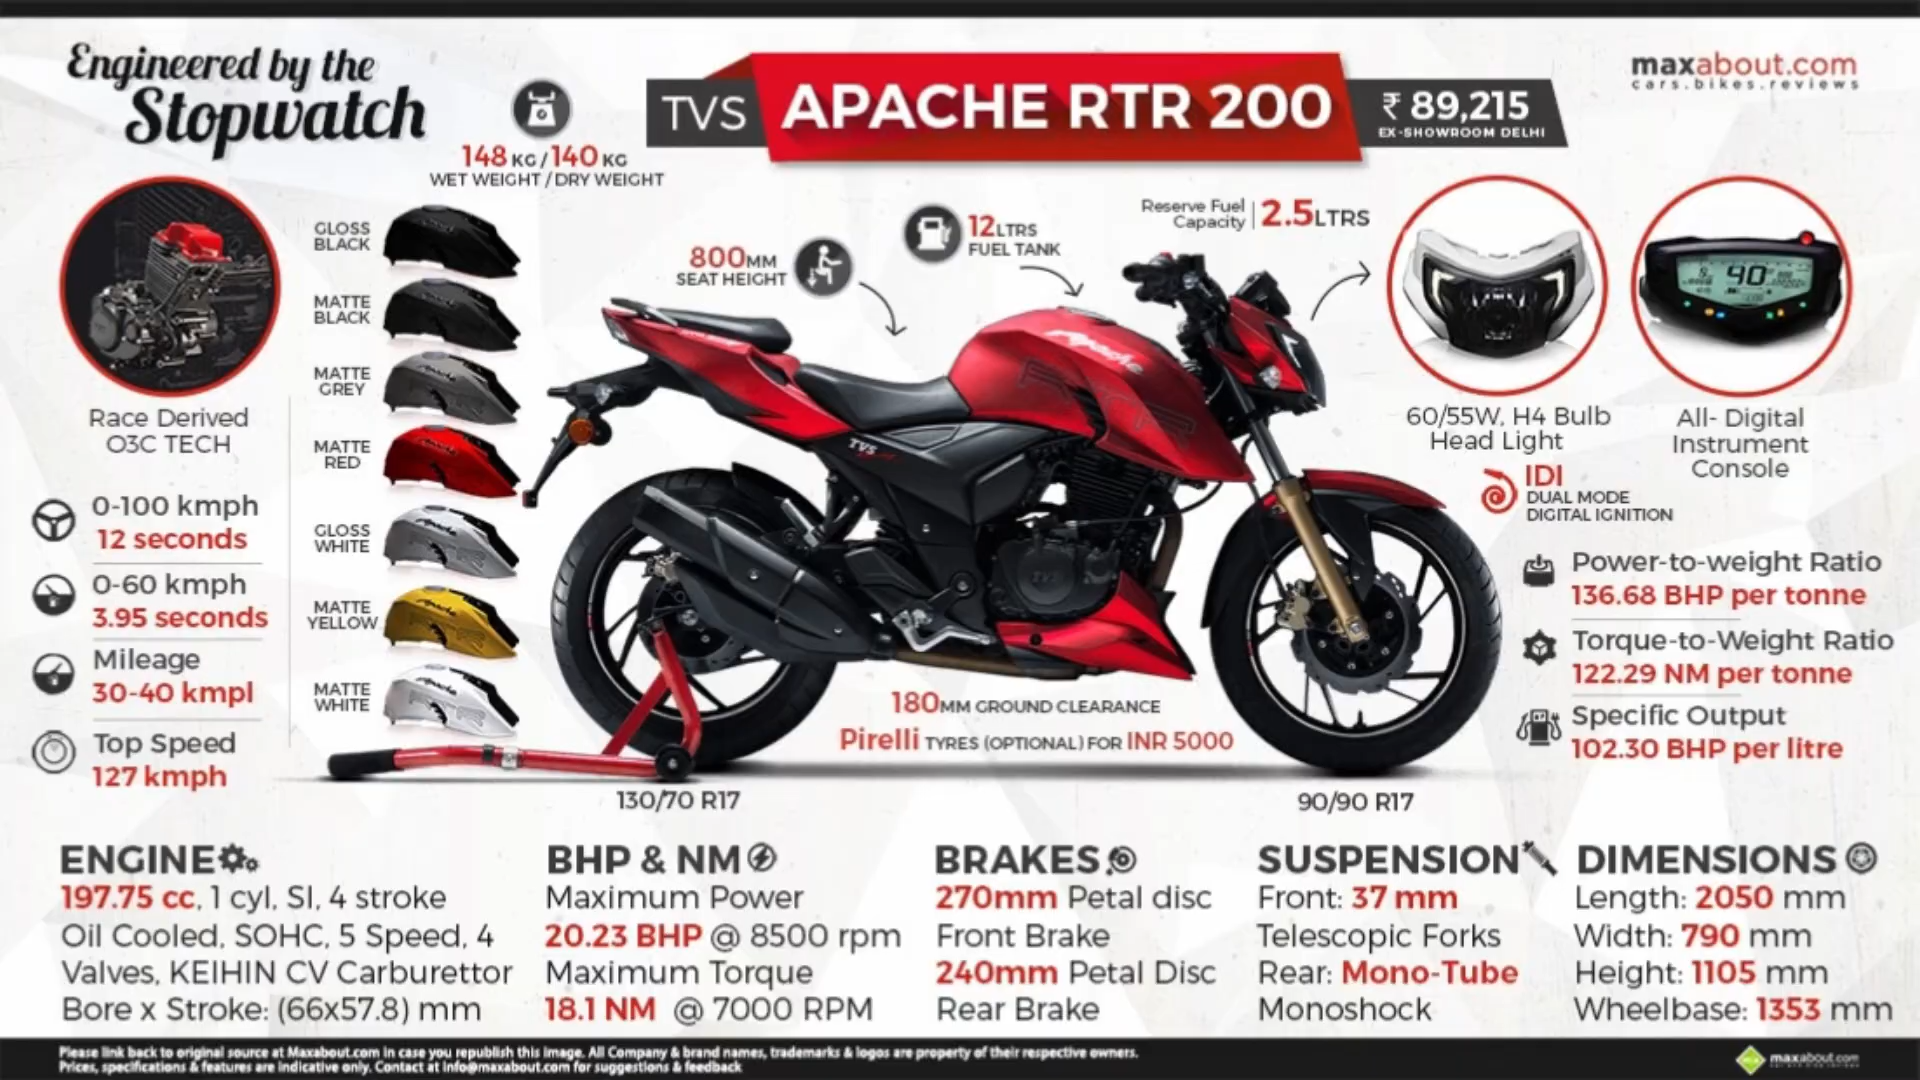 Engineered by the
Stopwatch
148 KG / 140 KG
WET WEIGHT / DRY WEIGHT
TVS APACHE RTR 200
₹ 89,215
EX-SHOWROOM DELHI
maxabout.com
cars.bikes.reviews
Race Derived
O3C TECH
0-100 kmph
12 seconds
0-60 kmph
3.95 seconds
Mileage
30-40 kmpl
Top Speed
127 kmph
GLOSS
BLACK
MATTE
BLACK
MATTE
GREY
MATTE
RED
GLOSS
WHITE
MATTE
YELLOW
MATTE
WHITE
800MM
SEAT HEIGHT
12LTRS
FUEL TANK
Reserve Fuel
Capacity
2.5LTRS
Apache
RTR
TVS
90
60/55W, H4 Bulb
Head Light
All- Digital
Instrument
Console
IDI
DUAL MODE
DIGITAL IGNITION
Power-to-weight Ratio
136.68 BHP per tonne
Torque-to-Weight Ratio
122.29 NM per tonne
Specific Output
102.30 BHP per litre
180MM GROUND CLEARANCE
Pirelli TYRES (OPTIONAL) FOR INR 5000
130/70 R17
90/90 R17
ENGINE
197.75 cc, 1 cyl, SI, 4 stroke
Oil Cooled, SOHC, 5 Speed, 4
Valves, KEIHIN CV Carburettor
Bore x Stroke: (66x57.8) mm
BHP & NM
Maximum Power
20.23 BHP @ 8500 rpm
Maximum Torque
18.1 NM @ 7000 RPM
BRAKES
270mm Petal disc
Front Brake
240mm Petal Disc
Rear Brake
SUSPENSION
Front: 37 mm
Telescopic Forks
Rear: Mono-Tube
Monoshock
DIMENSIONS
Length: 2050 mm
Width: 790 mm
Height: 1105 mm
Wheelbase: 1353 mm
Please link back to original source at Maxabout.com in case you republish this image. All Company & brand names, trademarks & logos are property of their respective owners.
Prices, specifications & features are indicative only. Contact at info@maxabout.com for suggestions & feedback
maxabout.com